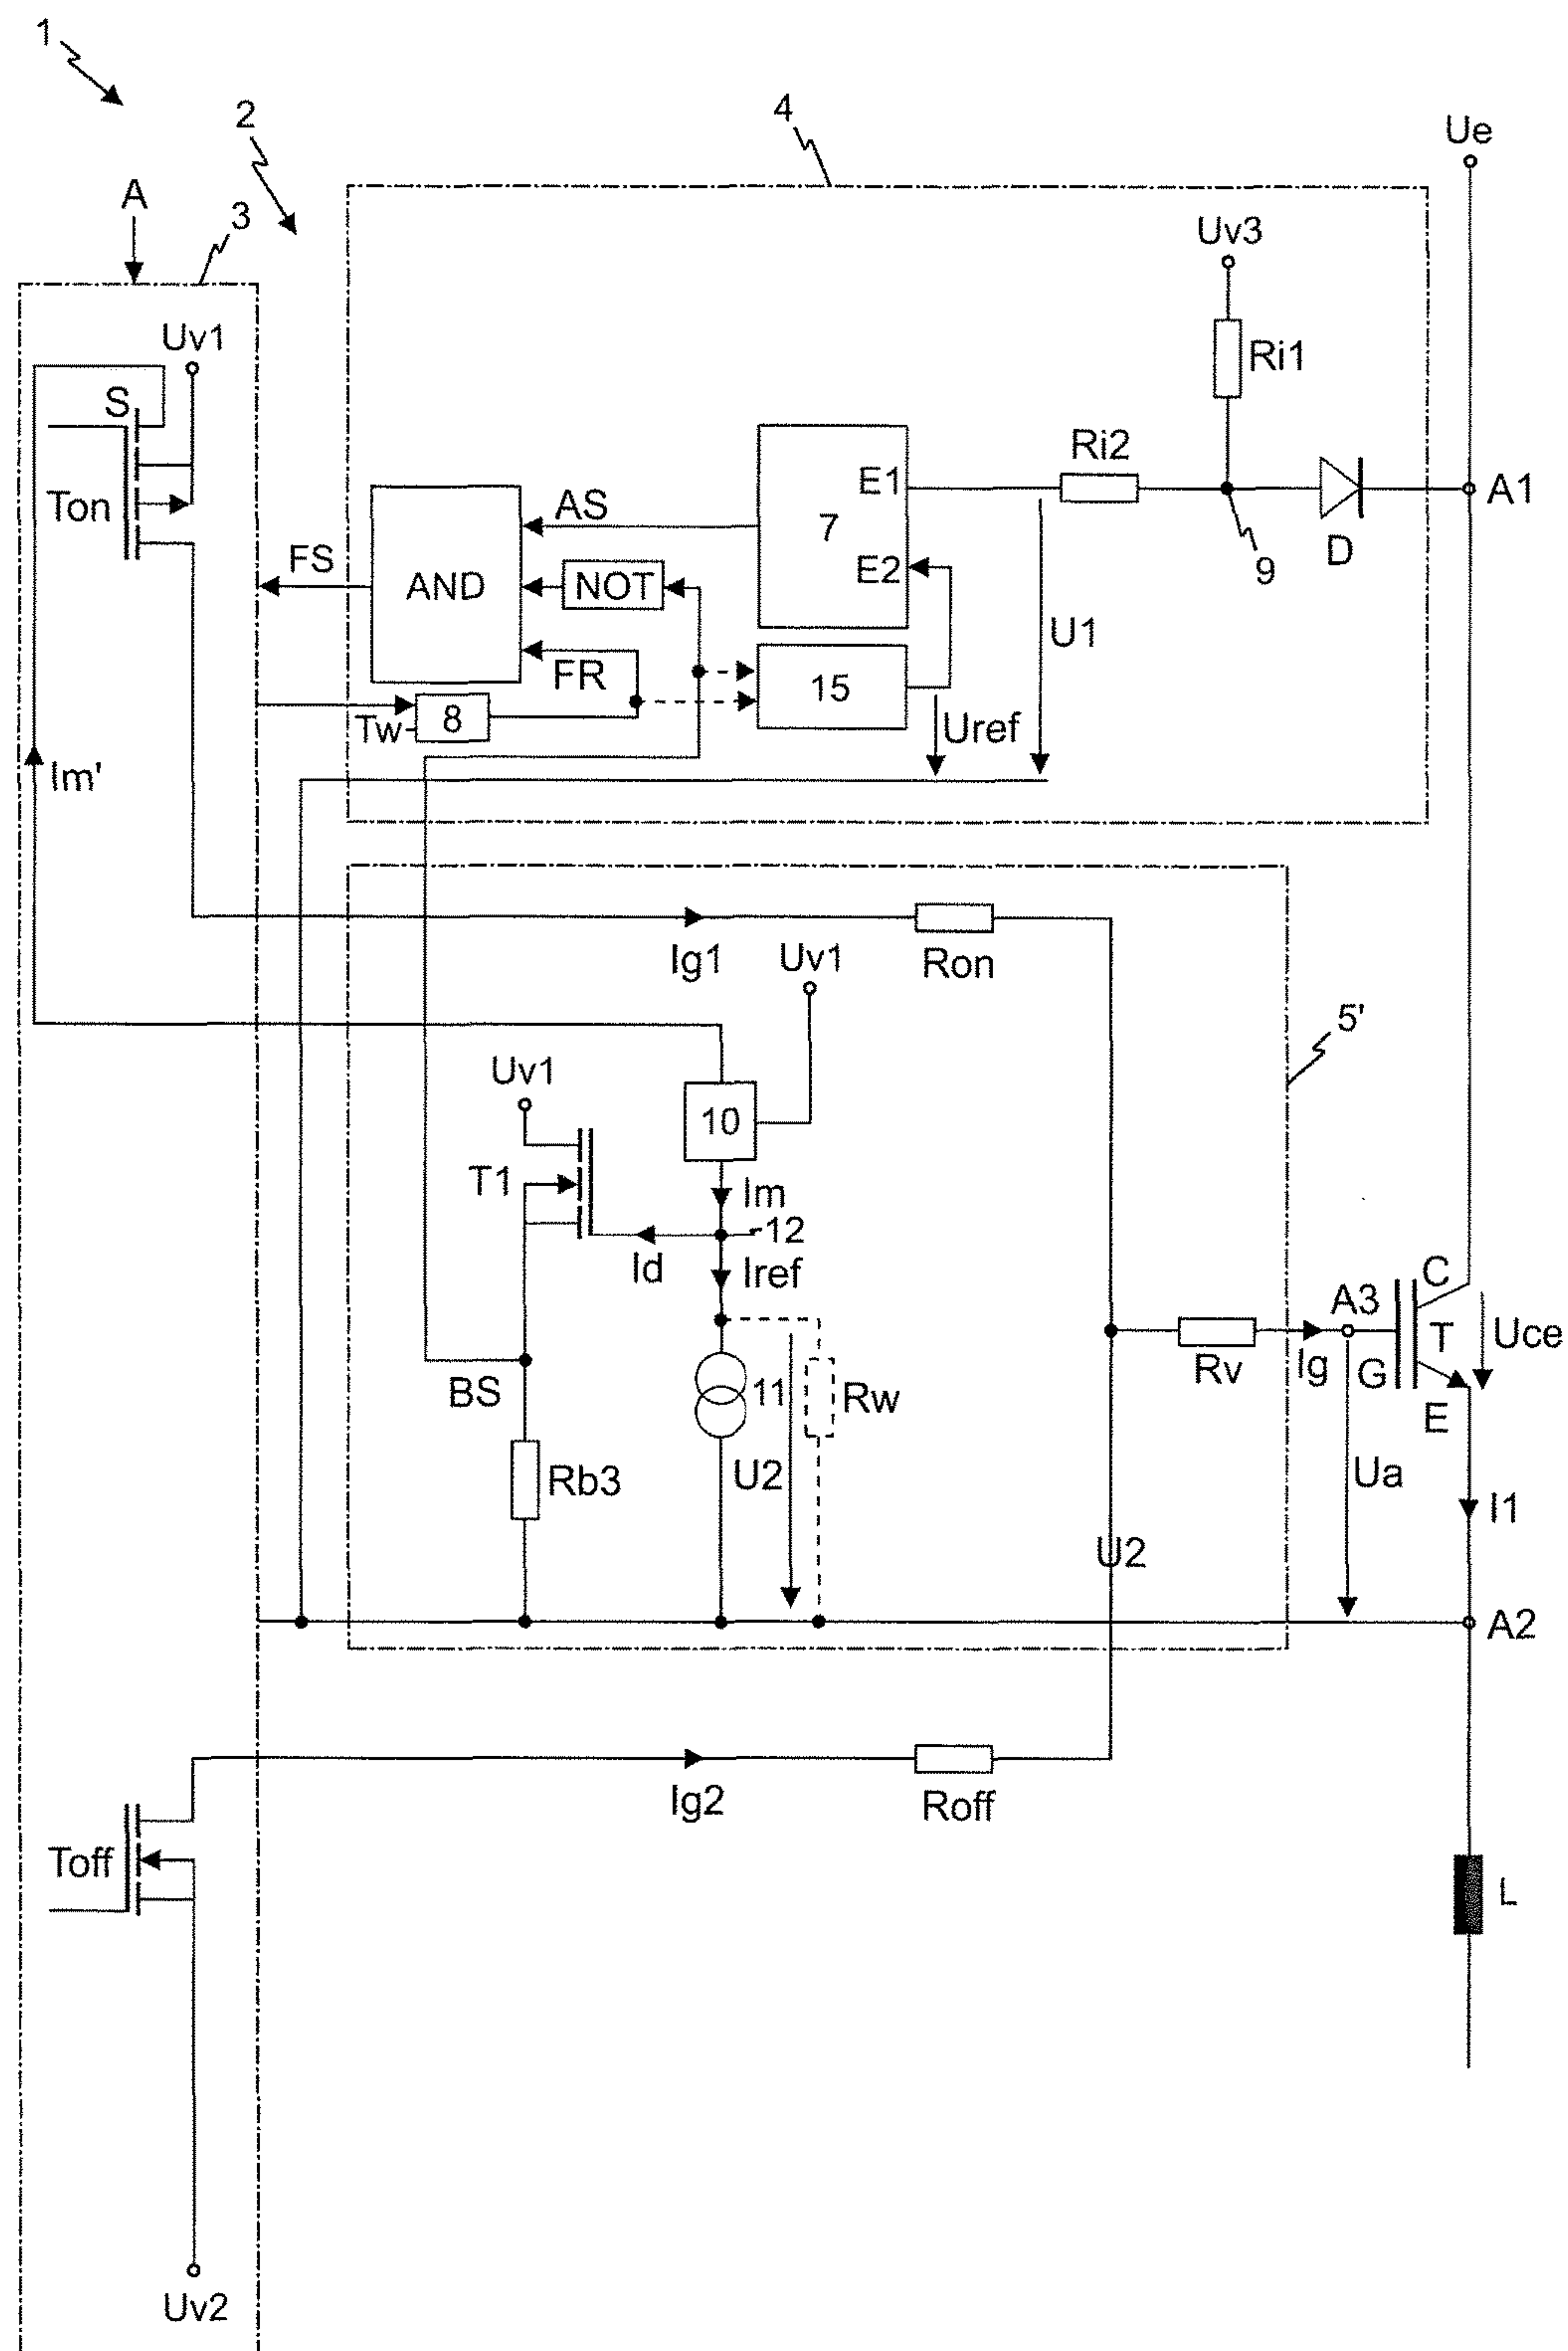 1
2
4
Ue
A
3
Uv3
Uv1
Ri1
S
Ri2
E1
A1
Ton
AS
7
D
FS
AND
NOT
E2
9
FR
U1
15
Tw
8
Uref
Im'
Ig1
Ron
Uv1
5'
Uv1
10
T1
Im
12
Id
Iref
C
A3
T
Uce
BS
11
Rw
Rv
Ig
G
E
Rb3
U2
Ua
I1
U2
A2
Ig2
Roff
Toff
L
Uv2